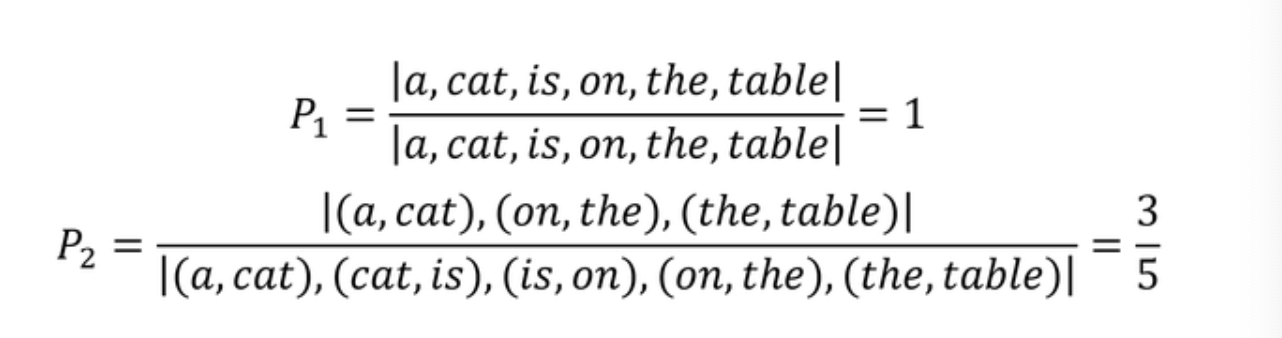 P₁ = |a, cat, is, on, the, table| / |a, cat, is, on, the, table| = 1
P₂ = |(a, cat), (on, the), (the, table)| / |(a, cat), (cat, is), (is, on), (on, the), (the, table)| = 3/5